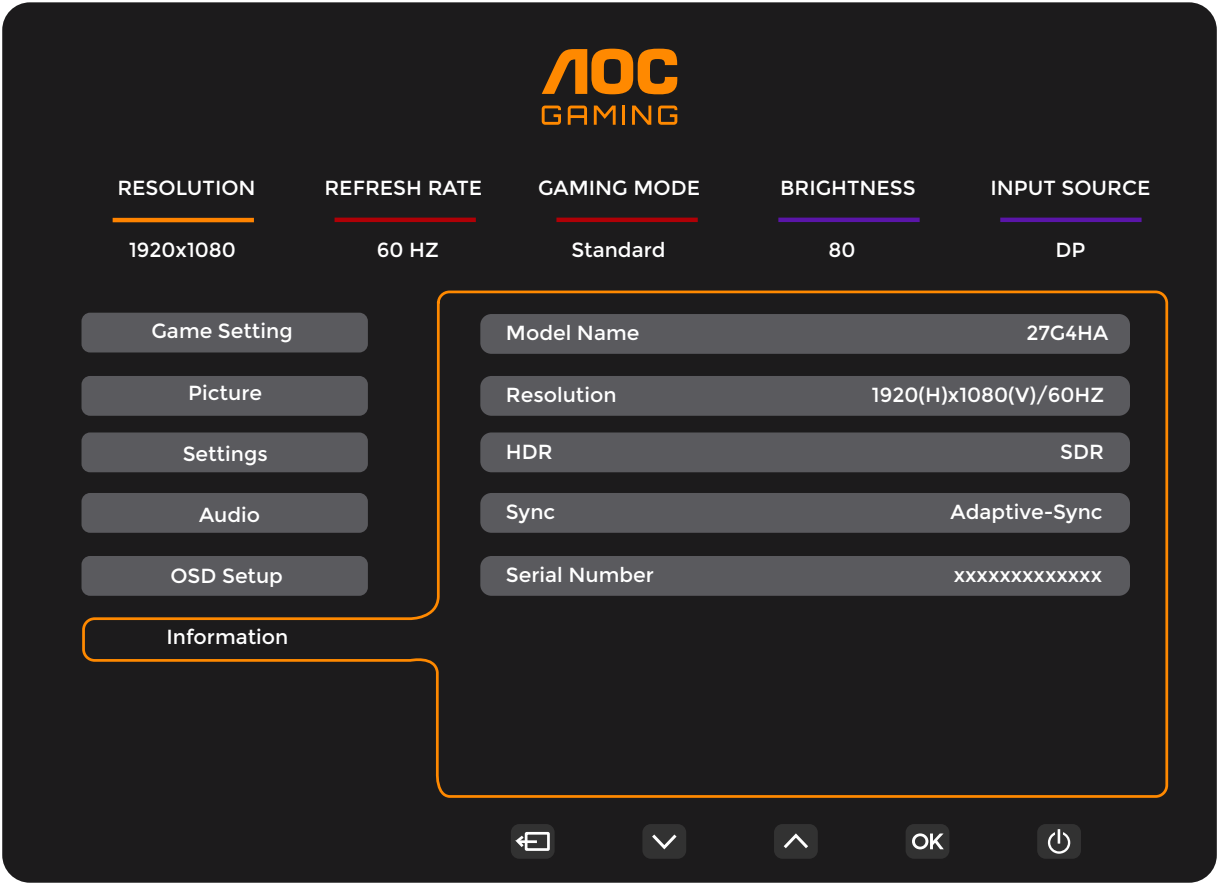 AOC
GAMING
RESOLUTION REFRESH RATE GAMING MODE BRIGHTNESS INPUT SOURCE
1920x1080 60 HZ Standard 80 DP
Game Setting
Picture
Settings
Audio
OSD Setup
Information
Model Name 27G4HA
Resolution 1920(H)x1080(V)/60HZ
HDR SDR
Sync Adaptive-Sync
Serial Number xxxxxxxxxxxxx
OK